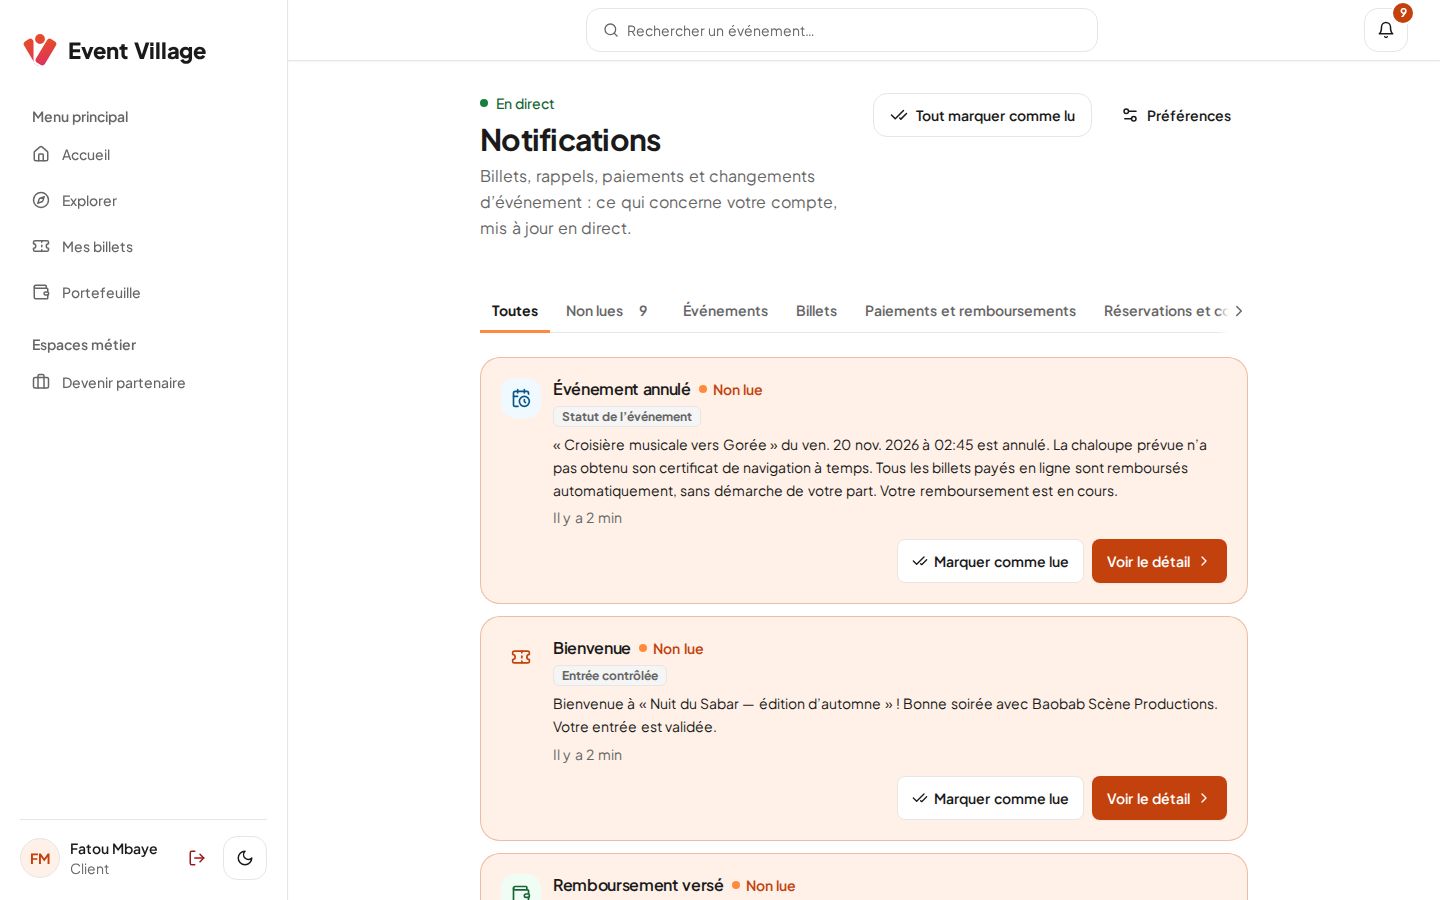 Event Village
Menu principal
Accueil
Explorer
Mes billets
Portefeuille
Espaces métier
Devenir partenaire
FM
Fatou Mbaye
Client
Rechercher un événement…
9
En direct
Notifications
Billets, rappels, paiements et changements
d’événement : ce qui concerne votre compte,
mis à jour en direct.
Tout marquer comme lu
Préférences
Toutes
Non lues 9
Événements
Billets
Paiements et remboursements
Réservations et
Événement annulé
Non lue
Statut de l’événement
« Croisière musicale vers Gorée » du ven. 20 nov. 2026 à 02:45 est annulé. La chaloupe prévue n’a
pas obtenu son certificat de navigation à temps. Tous les billets payés en ligne sont remboursés
automatiquement, sans démarche de votre part. Votre remboursement est en cours.
Il y a 2 min
Marquer comme lue
Voir le détail
Bienvenue
Non lue
Entrée contrôlée
Bienvenue à « Nuit du Sabar — édition d’automne » ! Bonne soirée avec Baobab Scène Productions.
Votre entrée est validée.
Il y a 2 min
Marquer comme lue
Voir le détail
Remboursement versé
Non lue